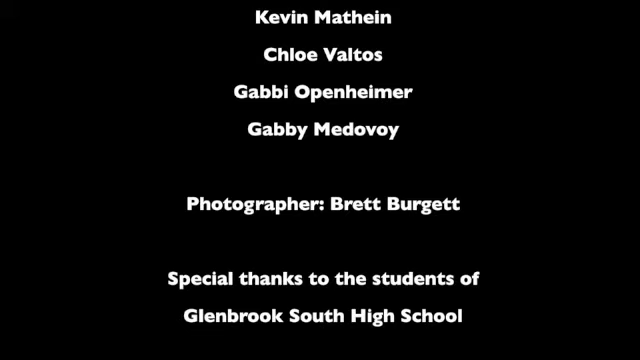 Kevin Mathein
Chloe Valtos
Gabbi Openheimer
Gabby Medovoy
Photographer: Brett Burgett
Special thanks to the students of
Glenbrook South High School